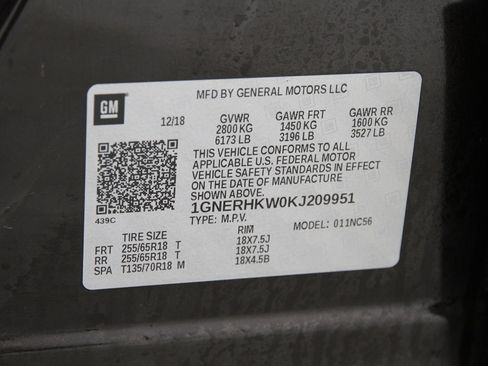 MFD BY GENERAL MOTORS LLC
GM
12/18 GVWR GAWR FRT GAWR RR
2800 KG 1450 KG 1600 KG
6173 LB 3196 LB 3527 LB
THIS VEHICLE CONFORMS TO ALL
APPLICABLE U.S. FEDERAL MOTOR
VEHICLE SAFETY STANDARDS IN EFFECT
ON THE DATE OF MANUFACTURE
439C
1GNERHKW0KJ209951
TYPE: M.P.V. MODEL: 011NC56
TIRE SIZE RIM
FRT 255/65R18 T 18X7.5J
RR 255/65R18 T 18X7.5J
SPA T135/70R18 M 18X4.5B